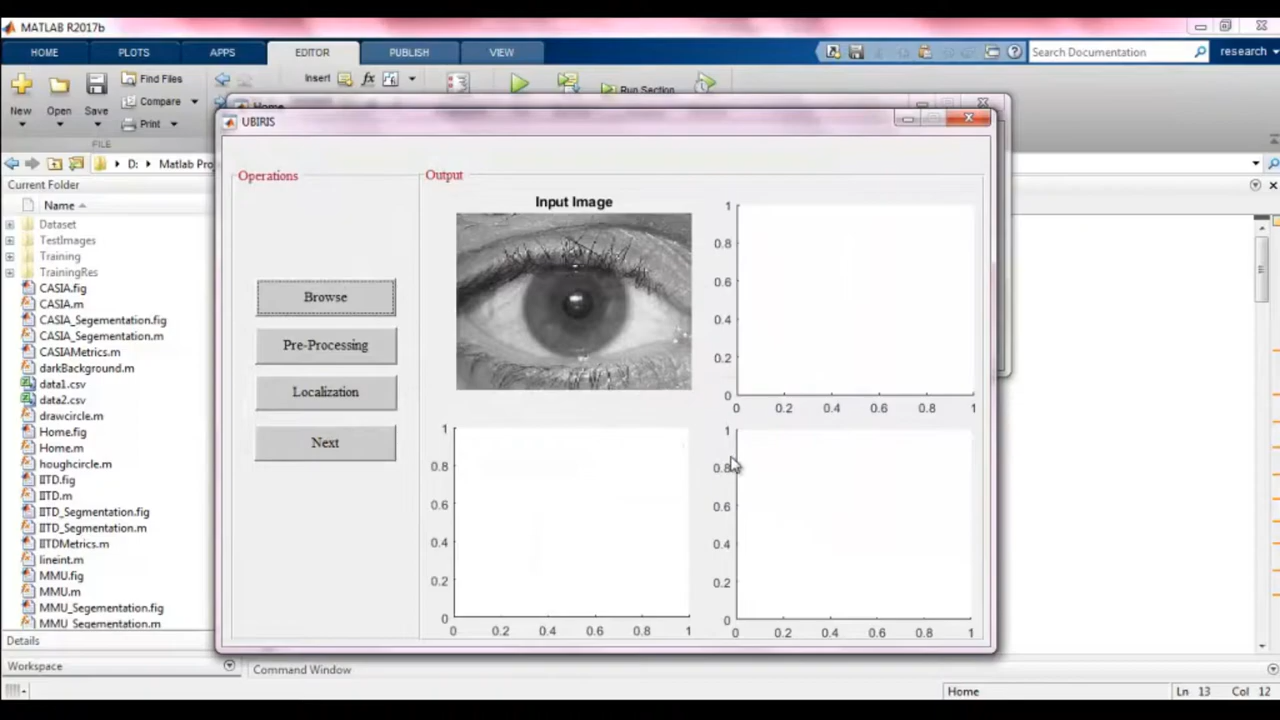 MATLAB R2017b
HOME PLOTS APPS EDITOR PUBLISH VIEW Search Documentation research
New Open Save Find Files Compare Print Insert fx Run Section
FILE
D: Matlab Pro
Home
UBIRIS
Current Folder
Name
Dataset
TestImages
Training
TrainingRes
CASIA.fig
CASIA.m
CASIA_Segementation.fig
CASIA_Segementation.m
CASIAMetrics.m
darkBackground.m
data1.csv
data2.csv
drawcircle.m
Home.fig
Home.m
houghcircle.m
IITD.fig
IITD.m
IITD_Segmentation.fig
IITD_Segmentation.m
IITDMetrics.m
lineint.m
MMU.fig
MMU.m
MMU_Segementation.fig
MMU_Segementation.m
Details
Workspace
Operations
Browse
Pre-Processing
Localization
Next
Output
Input Image
1
0.8
0.6
0.4
0.2
0
0 0.2 0.4 0.6 0.8 1
1
0.8
0.6
0.4
0.2
0
0 0.2 0.4 0.6 0.8 1
1
0.8
0.6
0.4
0.2
0
0 0.2 0.4 0.6 0.8 1
Command Window
Home Ln 13 Col 12